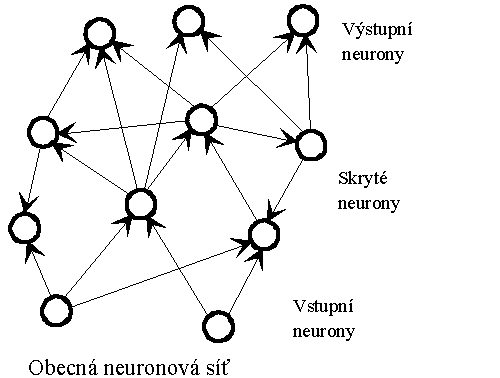 Výstupní
neurony
Skryté
neurony
Vstupní
neurony
Obecná neuronová síť